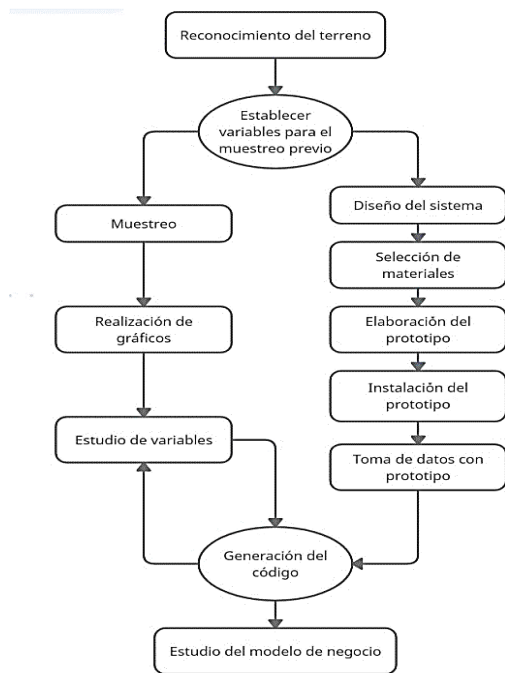 Reconocimiento del terreno
Establecer
variables para el
muestreo previo
Muestreo
Realización de
gráficos
Estudio de variables
Diseño del sistema
Selección de
materiales
Elaboración del
prototipo
Instalación del
prototipo
Toma de datos con
prototipo
Generación del
código
Estudio del modelo de negocio